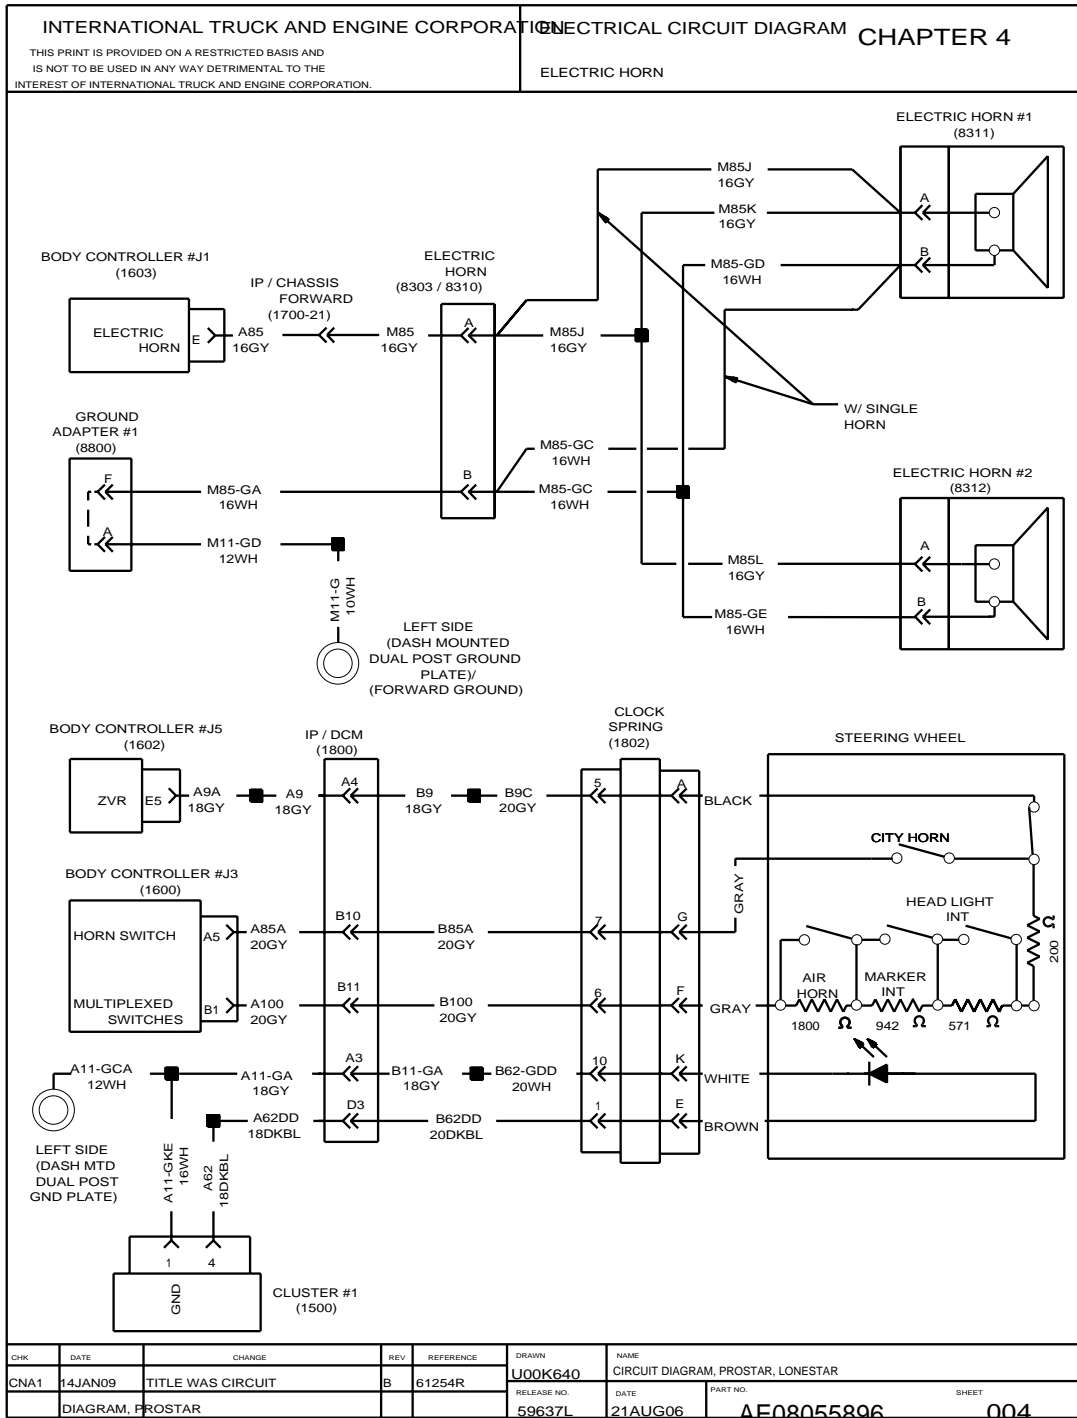 INTERNATIONAL TRUCK AND ENGINE CORPORATION
THIS PRINT IS PROVIDED ON A RESTRICTED BASIS AND
IS NOT TO BE USED IN ANY WAY DETRIMENTAL TO THE
INTEREST OF INTERNATIONAL TRUCK AND ENGINE CORPORATION.
ELECTRICAL CIRCUIT DIAGRAM
CHAPTER 4
ELECTRIC HORN
ELECTRIC HORN #1
(8311)
M85J
16GY
A
M85K
16GY
B
M85-GD
16WH
BODY CONTROLLER #J1
(1603)
ELECTRIC
HORN
E
A85
16GY
IP / CHASSIS
FORWARD
(1700-21)
M85
16GY
ELECTRIC
HORN
(8303 / 8310)
A
M85J
16GY
W/ SINGLE
HORN
GROUND
ADAPTER #1
(8800)
F
M85-GA
16WH
B
M85-GC
16WH
M85-GC
16WH
A
M11-GD
12WH
M11-G
10WH
LEFT SIDE
(DASH MOUNTED
DUAL POST GROUND
PLATE)/
(FORWARD GROUND)
ELECTRIC HORN #2
(8312)
A
M85L
16GY
B
M85-GE
16WH
BODY CONTROLLER #J5
(1602)
ZVR
E5
A9A
18GY
A9
18GY
IP / DCM
(1800)
A4
B9
18GY
B9C
20GY
CLOCK
SPRING
(1802)
5
A
BLACK
STEERING WHEEL
CITY HORN
GRAY
HEAD LIGHT
INT
Ω
200
AIR
HORN
MARKER
INT
1800 Ω
942
571 Ω
BODY CONTROLLER #J3
(1600)
HORN SWITCH
A5
A85A
20GY
B10
B85A
20GY
7
G
MULTIPLEXED
SWITCHES
B1
A100
20GY
B11
B100
20GY
6
F
GRAY
A11-GCA
12WH
A11-GA
18GY
A3
B11-GA
18GY
B62-GDD
20WH
10
K
WHITE
A62DD
18DKBL
D3
B62DD
20DKBL
1
E
BROWN
LEFT SIDE
(DASH MTD
DUAL POST
GND PLATE)
A11-GKE
16WH
A62
18DKBL
1
4
GND
CLUSTER #1
(1500)
CHK DATE CHANGE REV REFERENCE
CNA1 14JAN09 TITLE WAS CIRCUIT B 61254R
DIAGRAM, PROSTAR
DRAWN
U00K640
NAME
CIRCUIT DIAGRAM, PROSTAR, LONESTAR
RELEASE NO.
59637L
DATE
21AUG06
PART NO.
AE08055896
SHEET
004